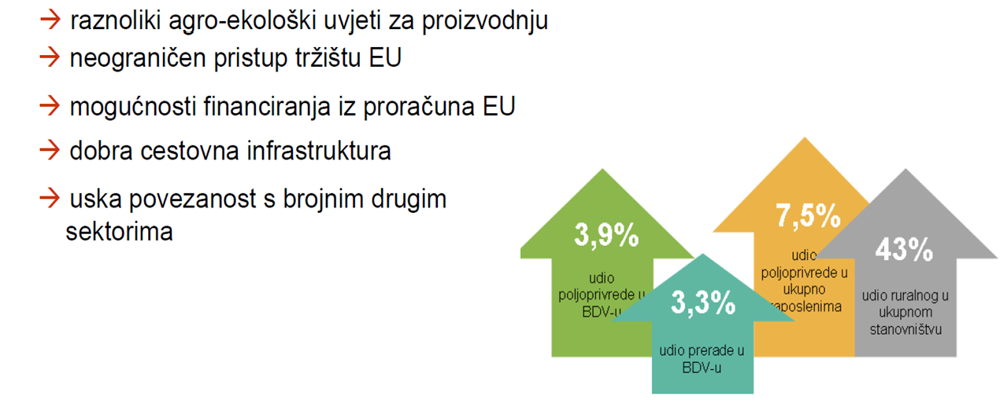 → raznoliki agro-ekološki uvjeti za proizvodnju
→ neograničen pristup tržištu EU
→ mogućnosti financiranja iz proračuna EU
→ dobra cestovna infrastruktura
→ uska povezanost s brojnim drugim
sektorima
3,9%
udio
poljoprivrede u
BDV-u
3,3%
udio prerade u
BDV-u
7,5%
udio
poljoprivrede u
ukupno
zaposlenima
43%
udio ruralnog u
ukupnom
stanovništvu